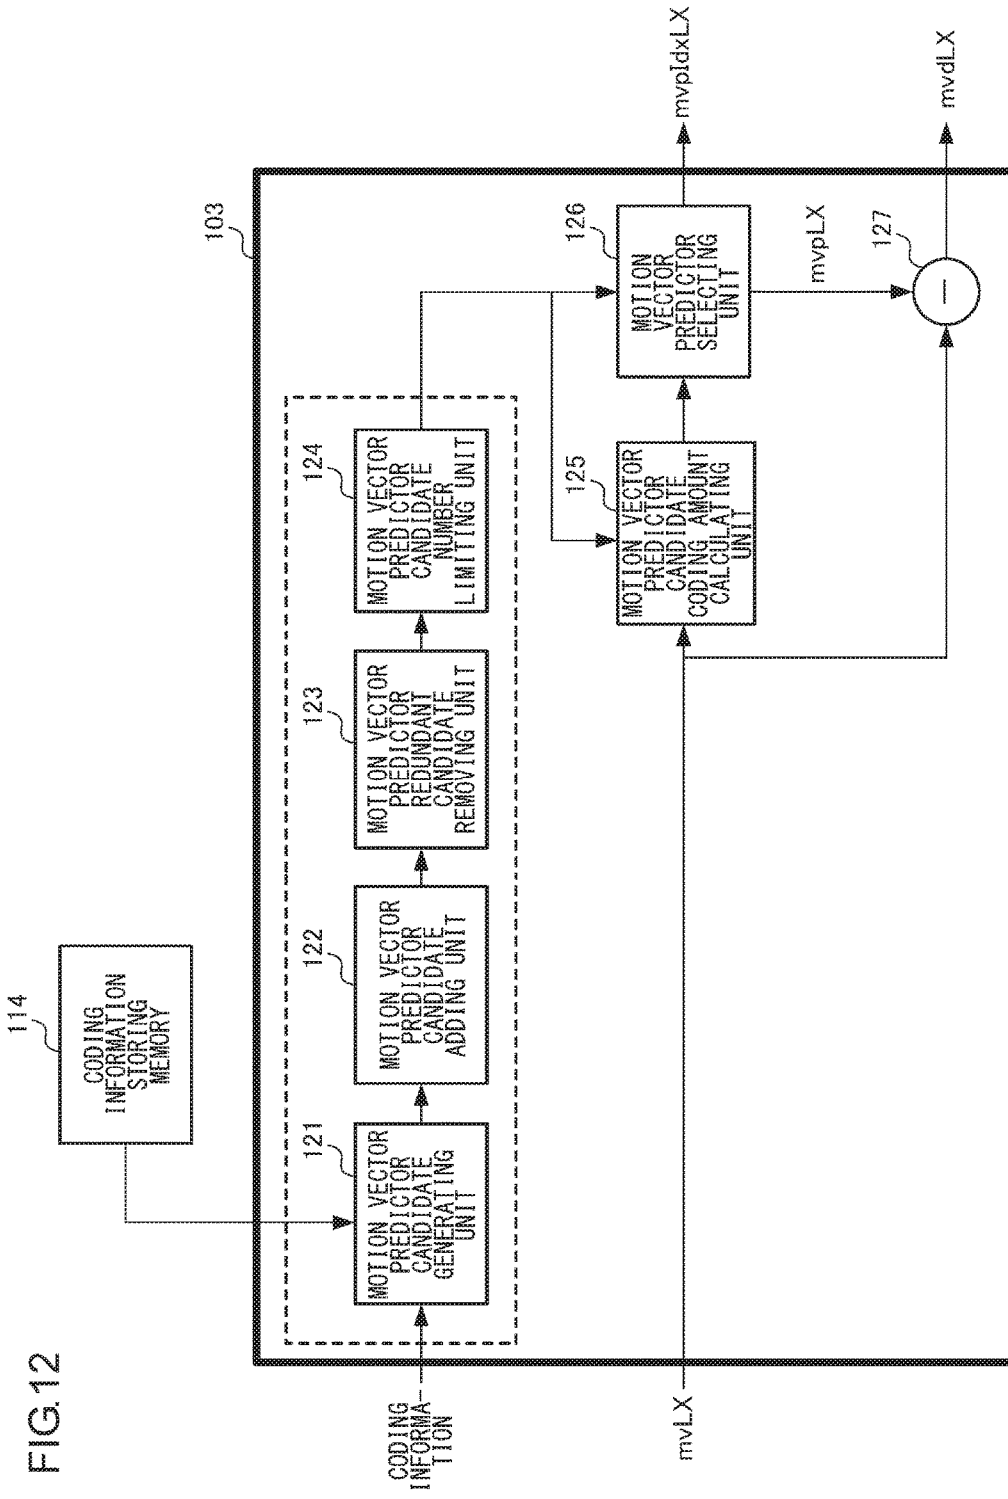 FIG.12
114
CODING
INFORMATION
STORING
MEMORY
103
121
MOTION VECTOR
PREDICTOR
CANDIDATE
GENERATING
UNIT
122
MOTION VECTOR
PREDICTOR
CANDIDATE
ADDING UNIT
123
MOTION VECTOR
PREDICTOR
REDUNDANT
CANDIDATE
REMOVING UNIT
124
MOTION VECTOR
PREDICTOR
CANDIDATE
NUMBER
LIMITING UNIT
CODING
INFORMA-
TION
125
MOTION VECTOR
PREDICTOR
CANDIDATE
CODING AMOUNT
CALCULATING
UNIT
126
MOTION
VECTOR
PREDICTOR
SELECTING
UNIT
mvpIdxLX
mvLX
mvpLX
127
−
mvdLX